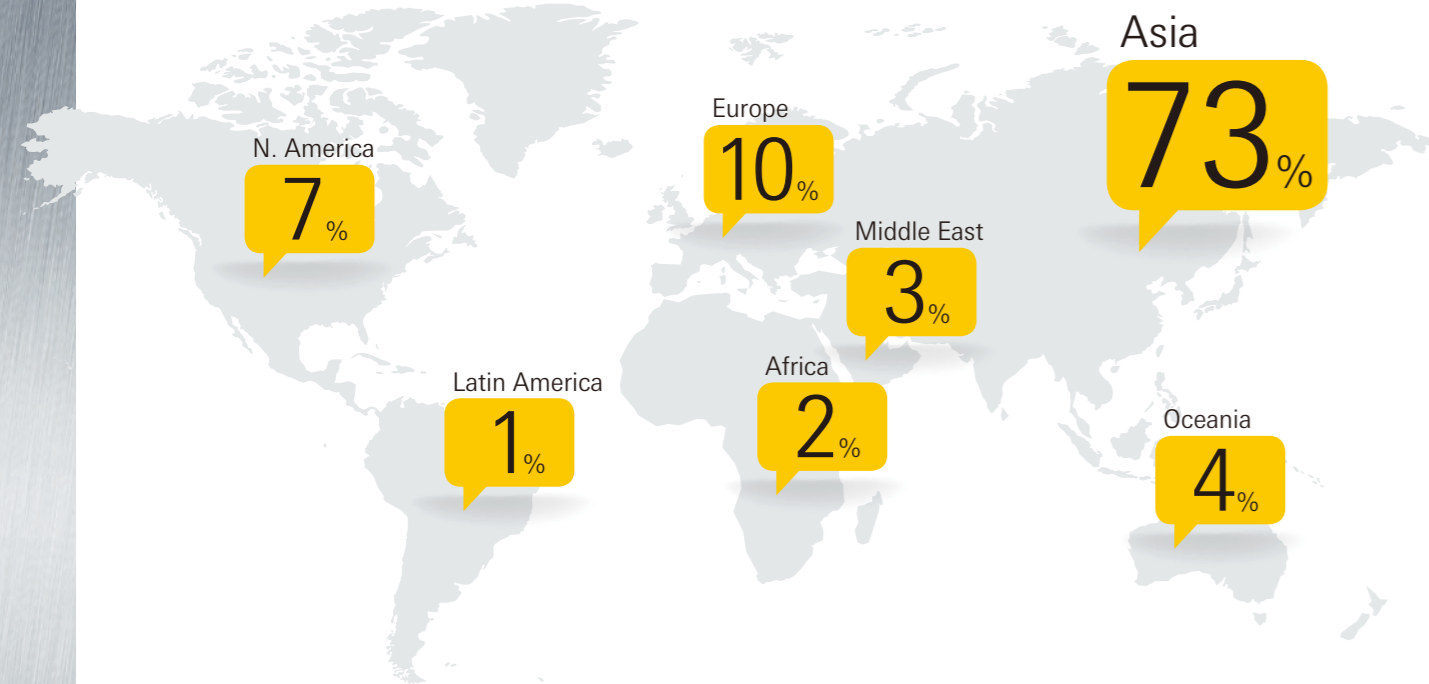 Asia
73%
Europe
10%
N. America
7%
Middle East
3%
Africa
2%
Latin America
1%
Oceania
4%